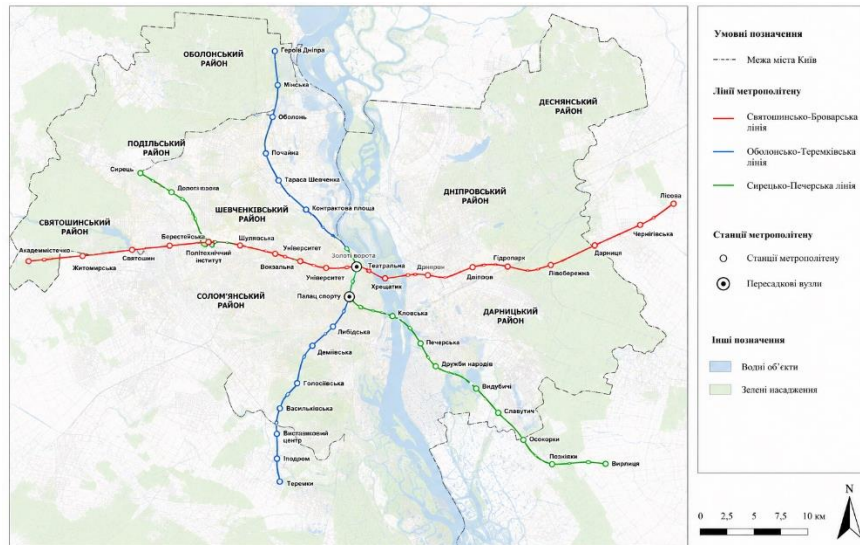 ОБОЛОНСЬКИЙ
РАЙОН
Героїв Дніпра
Мінська
Оболонь
ДЕСНЯНСЬКИЙ
РАЙОН
ПОДІЛЬСЬКИЙ
РАЙОН
Почайна
Сирець
Тараса Шевченка
ДНІПРОВСЬКИЙ
РАЙОН
Лісова
ШЕВЧЕНКІВСЬКИЙ
РАЙОН
Контрактова площа
СВЯТОШИНСЬКИЙ
РАЙОН
Берестейська
Чернігівська
Шулявська
Дарниця
Академмістечко
Святошин
Політехнічний
інститут
Університет
Золоті ворота
Гідропарк
Житомирська
Вокзальна
Театральна
Університет
Хрещатик
Лівобережна
СОЛОМ'ЯНСЬКИЙ
РАЙОН
Палац спорту
Кловська
ДАРНИЦЬКИЙ
РАЙОН
Либідська
Печерська
Деміївська
Дружби народів
Голосіївська
Видубичі
Васильківська
Славутич
центр
Осокорки
Іподром
Позняки
Вирлиця
Теремки
Умовні позначення
Межа міста Київ
Лінії метрополітену
Святошинсько-Броварська
лінія
Оболонсько-Теремківська
лінія
Сирецько-Печерська лінія
Станції метрополітену
Станції метрополітену
Пересадкові вузли
Інші позначення
Водні об’єкти
Зелені насадження
N
0 2,5 5 7,5 10 км